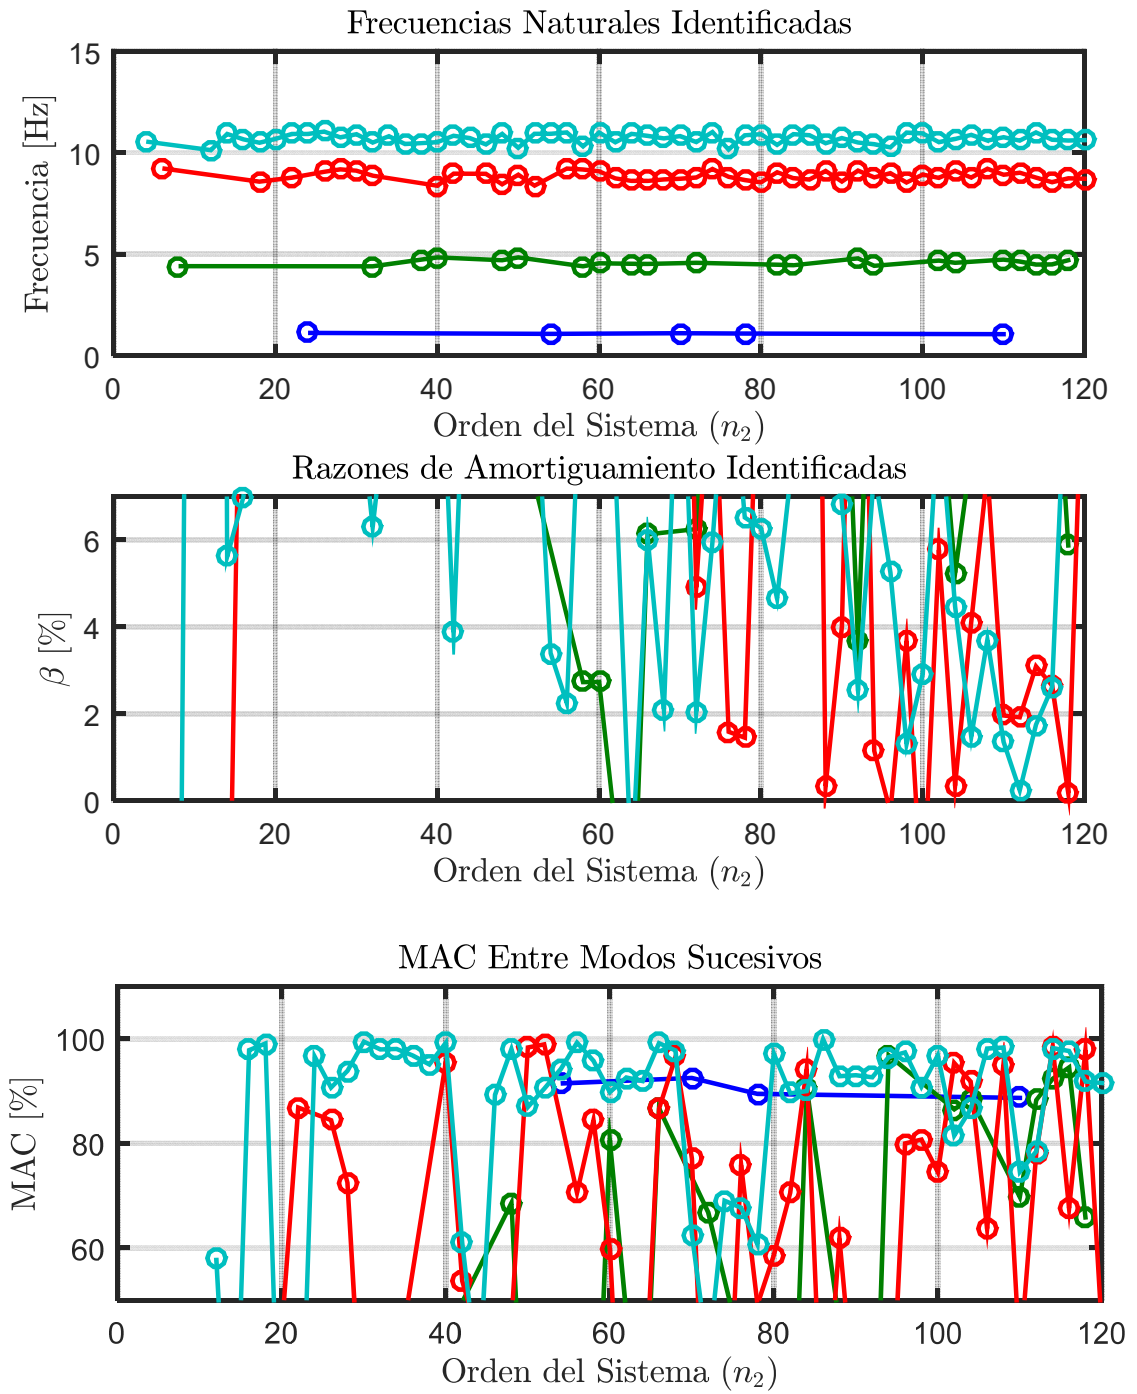 Frecuencias Naturales Identificadas
Frecuencia [Hz]
15
10
5
0
0 20 40 60 80 100 120
Orden del Sistema (n₂)
Razones de Amortiguamiento Identificadas
β [%]
6
4
2
0
0 20 40 60 80 100 120
Orden del Sistema (n₂)
MAC Entre Modos Sucesivos
MAC [%]
100
80
60
0 20 40 60 80 100 120
Orden del Sistema (n₂)